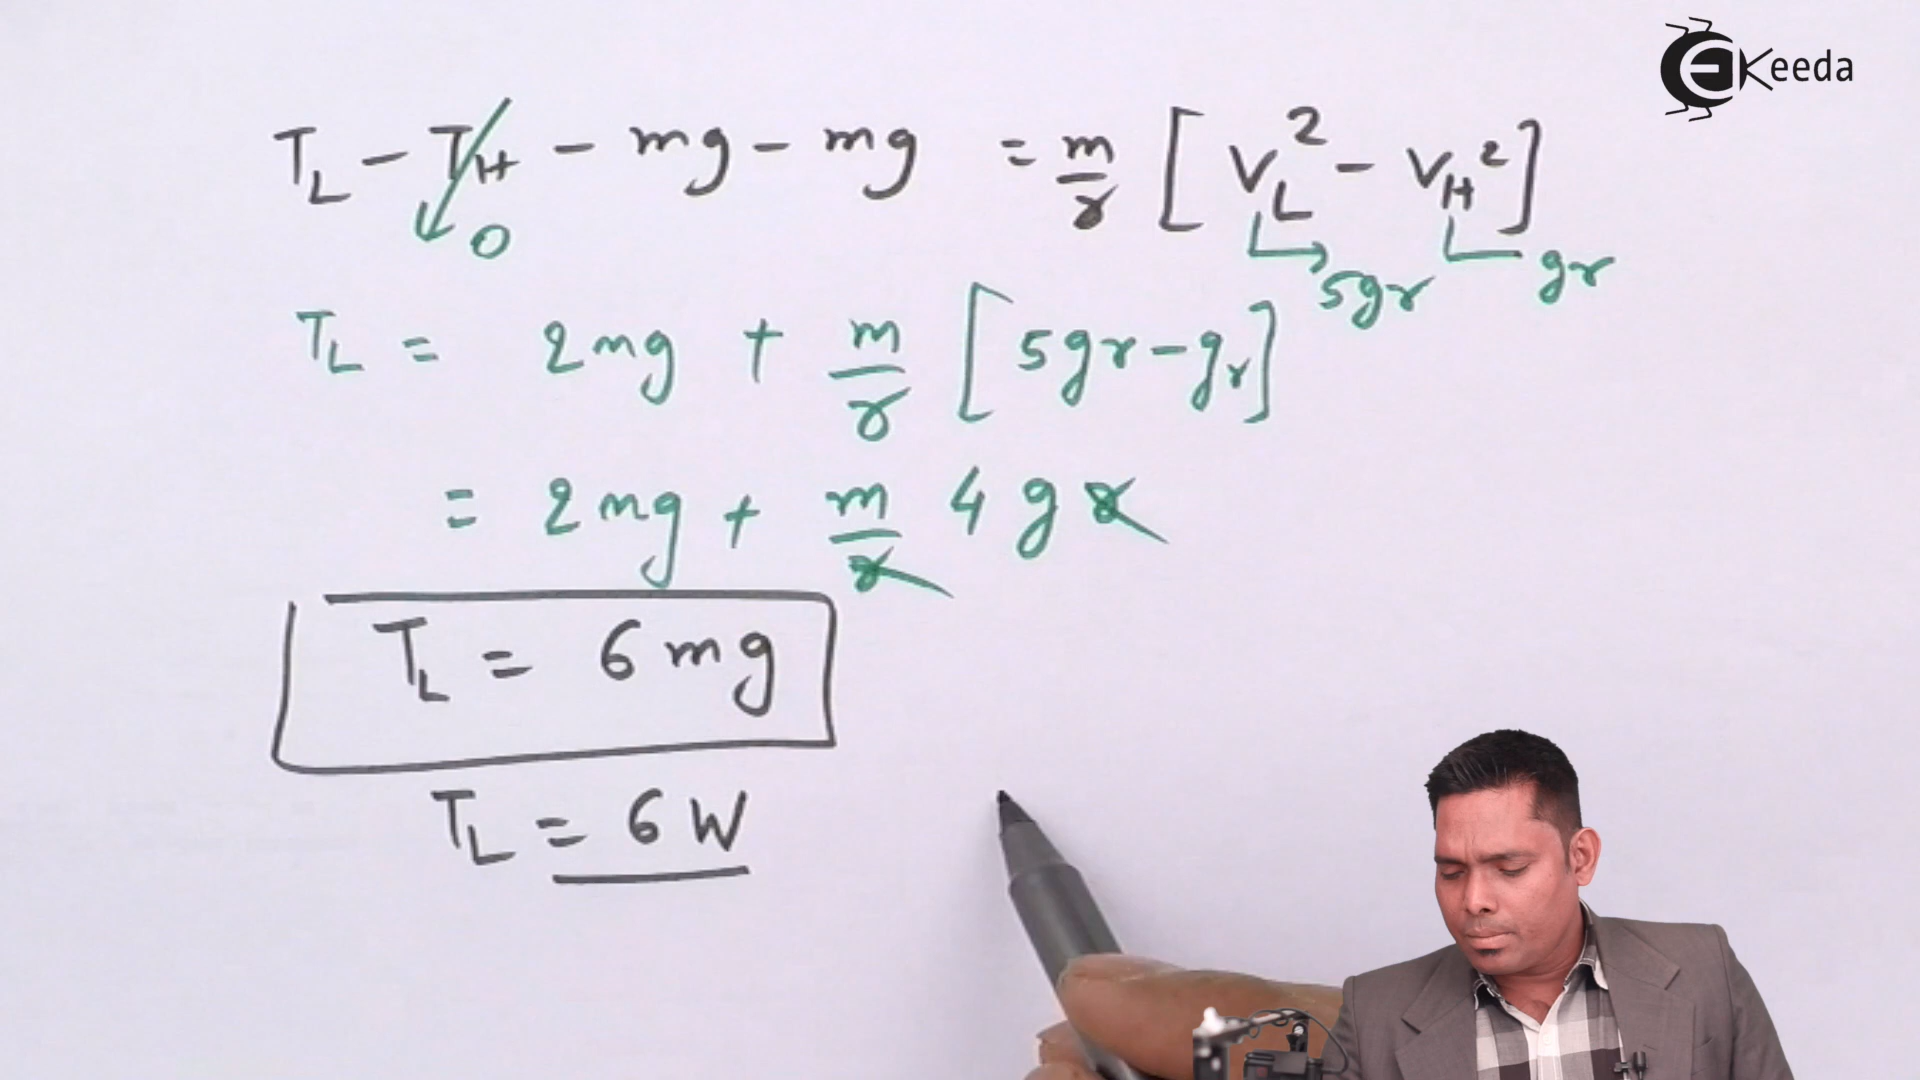 EKeeda
T_L - T_H - mg - mg = m/r [V_L² - V_H²]
0
5gr
gr
T_L = 2mg + m/r [5gr - gr]
= 2mg + m/r 4gr
T_L = 6mg
T_L = 6W